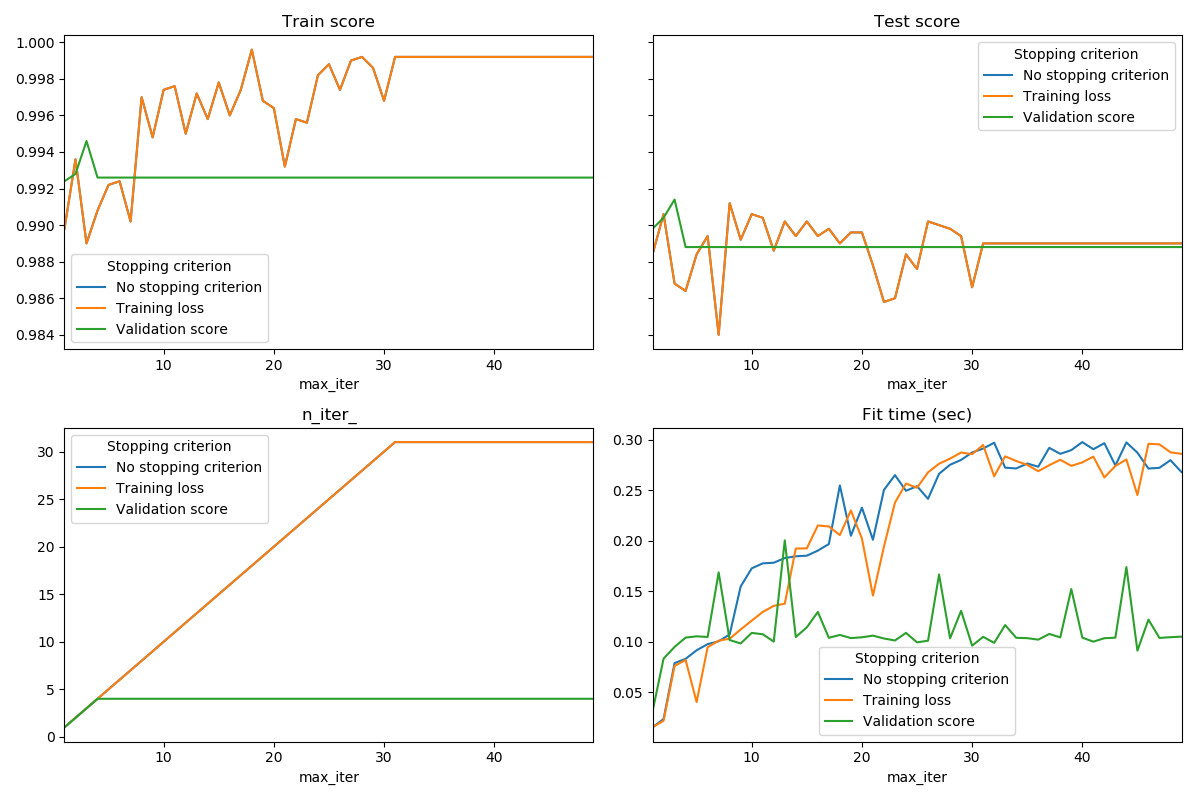 Train score
1.000
0.998
0.996
0.994
0.992
0.990
0.988
0.986
0.984
Stopping criterion
No stopping criterion
Training loss
Validation score
10
20
30
40
max_iter
Test score
Stopping criterion
No stopping criterion
Training loss
Validation score
10
20
30
40
max_iter
n_iter_
30
25
20
15
10
5
0
Stopping criterion
No stopping criterion
Training loss
Validation score
10
20
30
40
max_iter
Fit time (sec)
0.30
0.25
0.20
0.15
0.10
0.05
Stopping criterion
No stopping criterion
Training loss
Validation score
10
20
30
40
max_iter